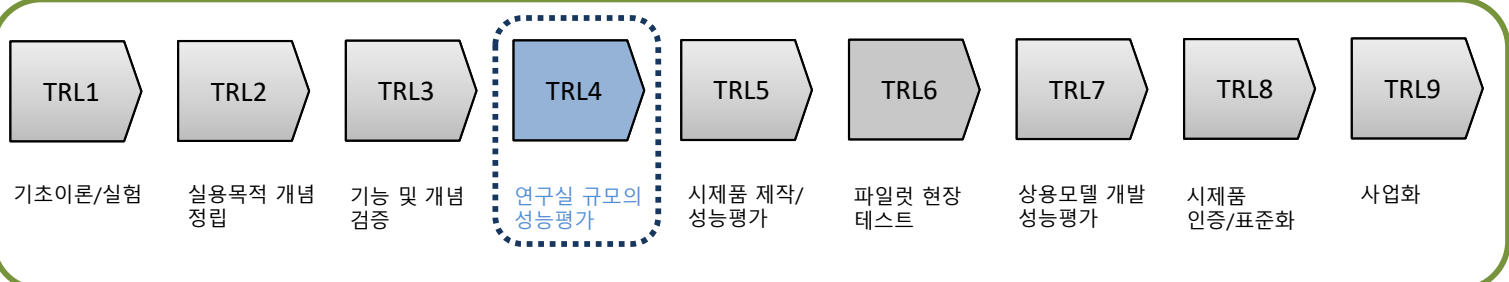 TRL1
TRL2
TRL3
TRL4
TRL5
TRL6
TRL7
TRL8
TRL9
기초이론/실험
실용목적 개념
정립
기능 및 개념
검증
연구실 규모의
성능평가
시제품 제작/
성능평가
파일럿 현장
테스트
상용모델 개발
성능평가
시제품
인증/표준화
사업화